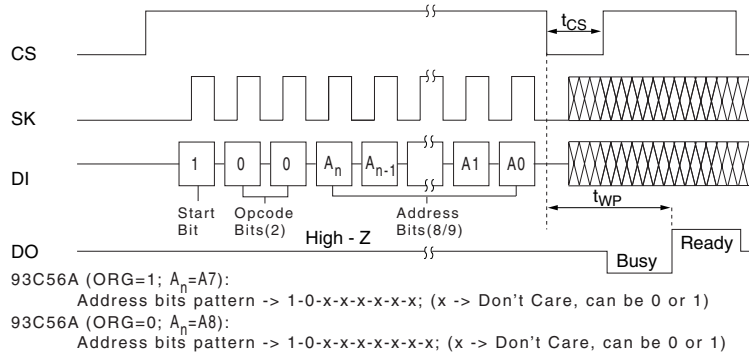 CS
tCS
SK
DI
1 0 0 An An-1 A1 A0
Start Bit
Opcode Bits(2)
Address Bits(8/9)
tWP
DO
High - Z
Busy
Ready
93C56A (ORG=1; An=A7):
Address bits pattern -> 1-0-x-x-x-x-x-x; (x -> Don't Care, can be 0 or 1)
93C56A (ORG=0; An=A8):
Address bits pattern -> 1-0-x-x-x-x-x-x-x; (x -> Don't Care, can be 0 or 1)